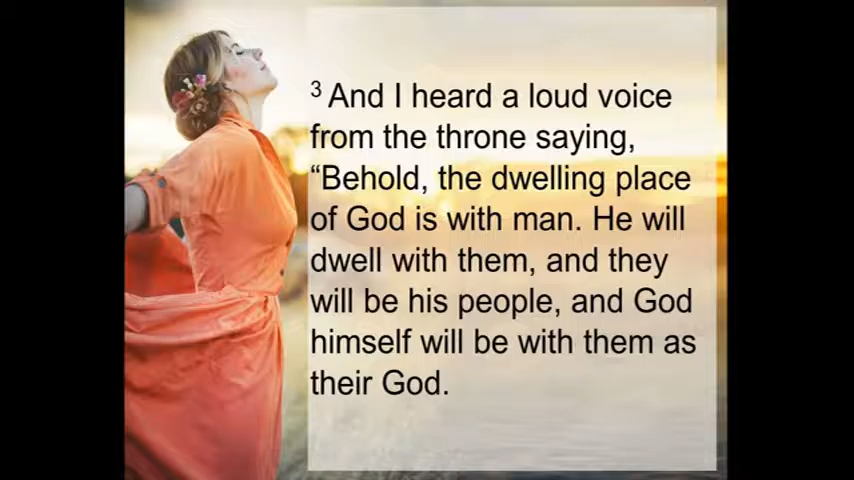 3 And I heard a loud voice
from the throne saying,
“Behold, the dwelling place
of God is with man. He will
dwell with them, and they
will be his people, and God
himself will be with them as
their God.